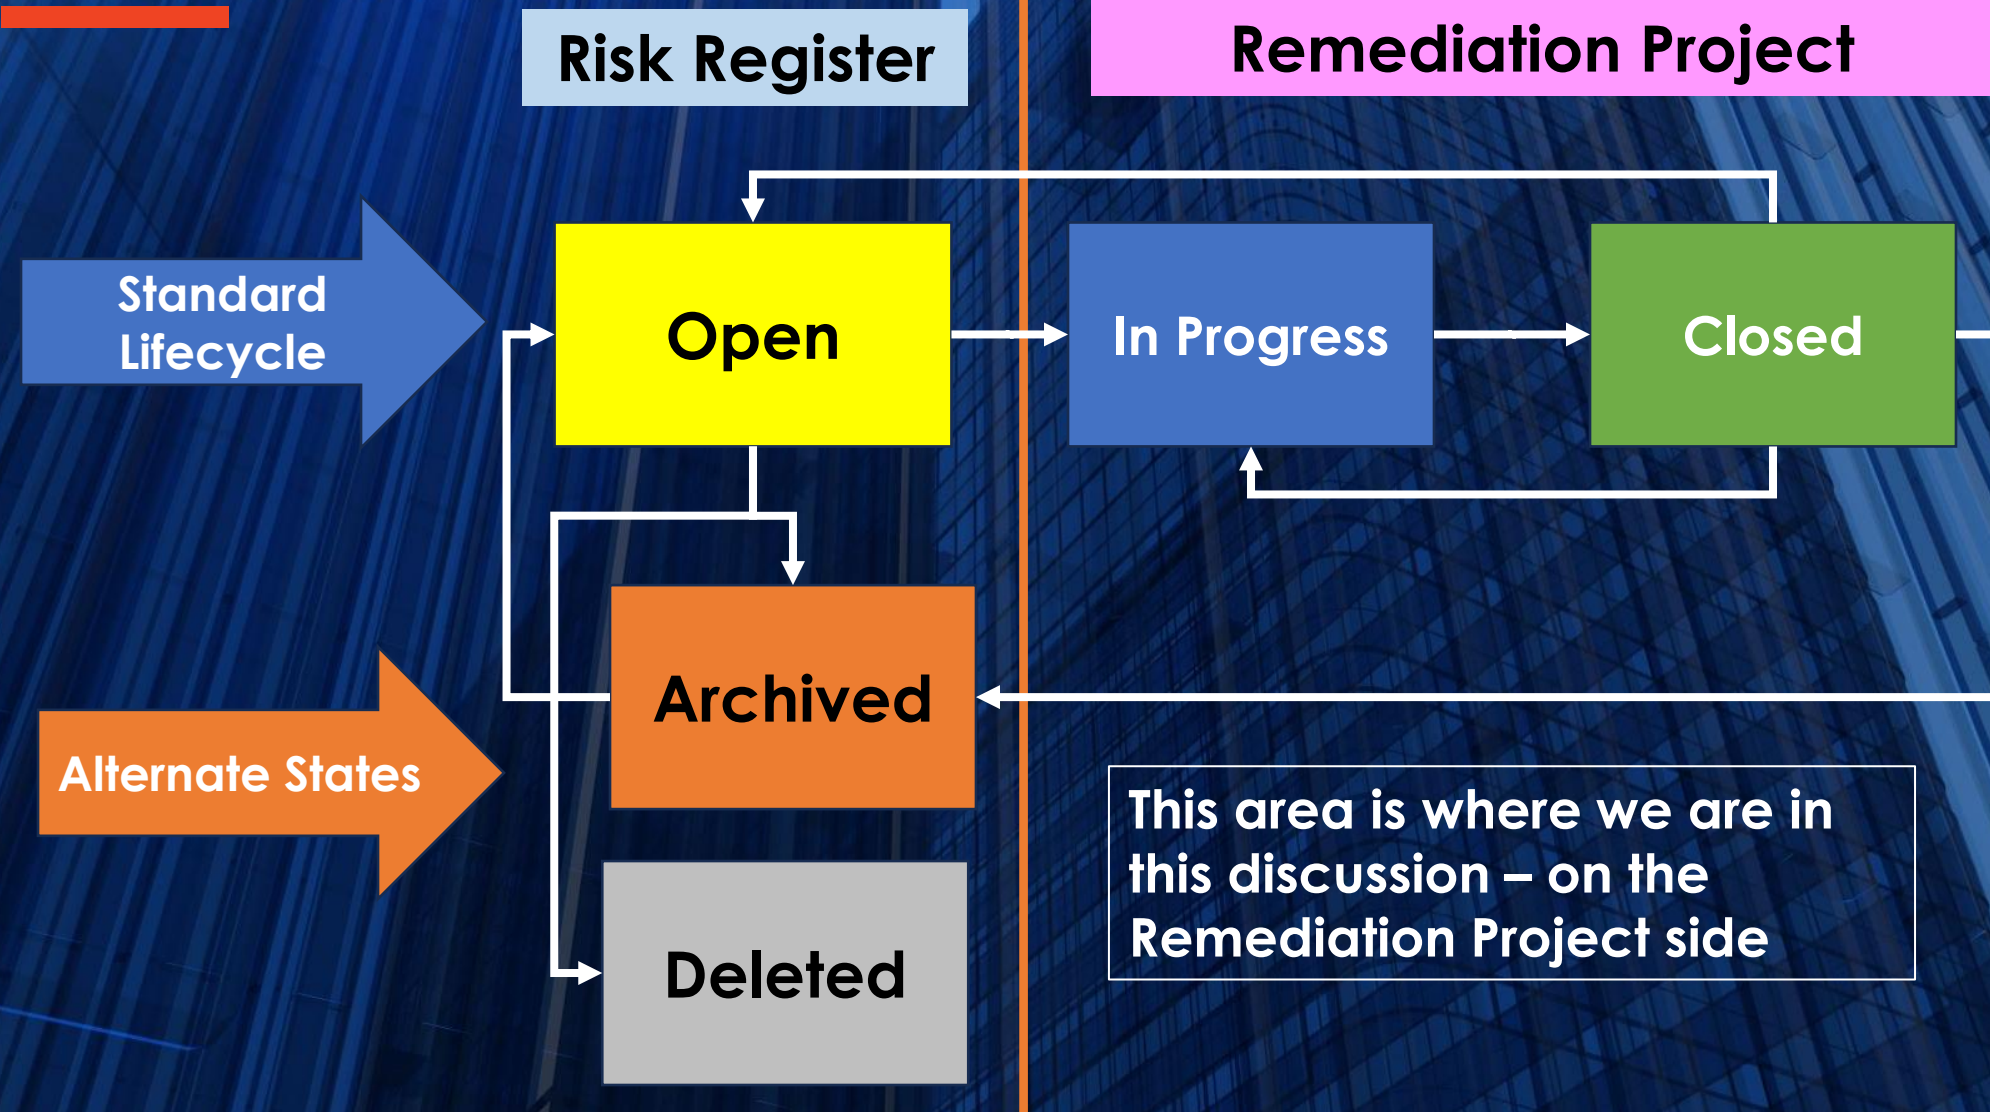 Risk Register
Remediation Project
Standard
Lifecycle
Open
In Progress
Closed
Alternate States
Archived
Deleted
This area is where we are in
this discussion – on the
Remediation Project side